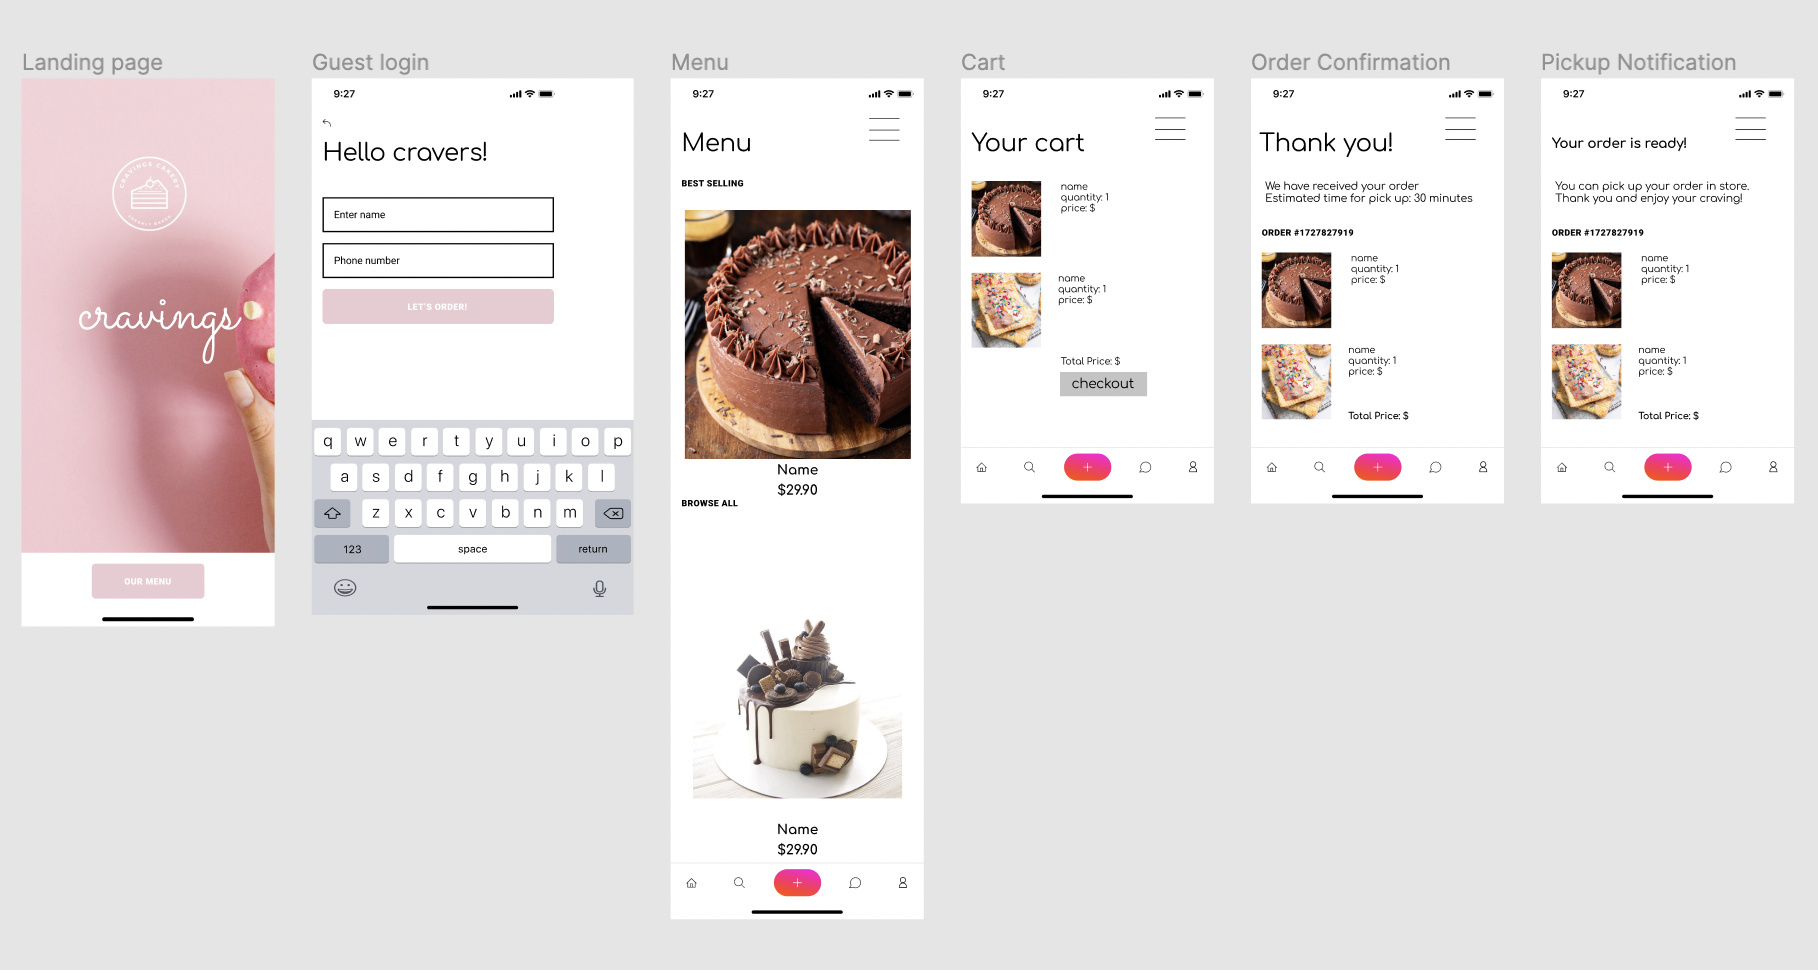 Landing page
CRAVINGS CAKERY
FRESHLY BAKED
cravings
OUR MENU
Guest login
9:27
Hello cravers!
Enter name
Phone number
LET'S ORDER!
q w e r t y u i o p
a s d f g h j k l
z x c v b n m
123 space return
Menu
9:27
Menu
BEST SELLING
Name
$29.90
BROWSE ALL
Name
$29.90
Cart
9:27
Your cart
name
quantity: 1
price: $
name
quantity: 1
price: $
Total Price: $
checkout
Order Confirmation
9:27
Thank you!
We have received your order
Estimated time for pick up: 30 minutes
ORDER #1727827919
name
quantity: 1
price: $
name
quantity: 1
price: $
Total Price: $
Pickup Notification
9:27
Your order is ready!
You can pick up your order in store.
Thank you and enjoy your craving!
ORDER #1727827919
name
quantity: 1
price: $
name
quantity: 1
price: $
Total Price: $